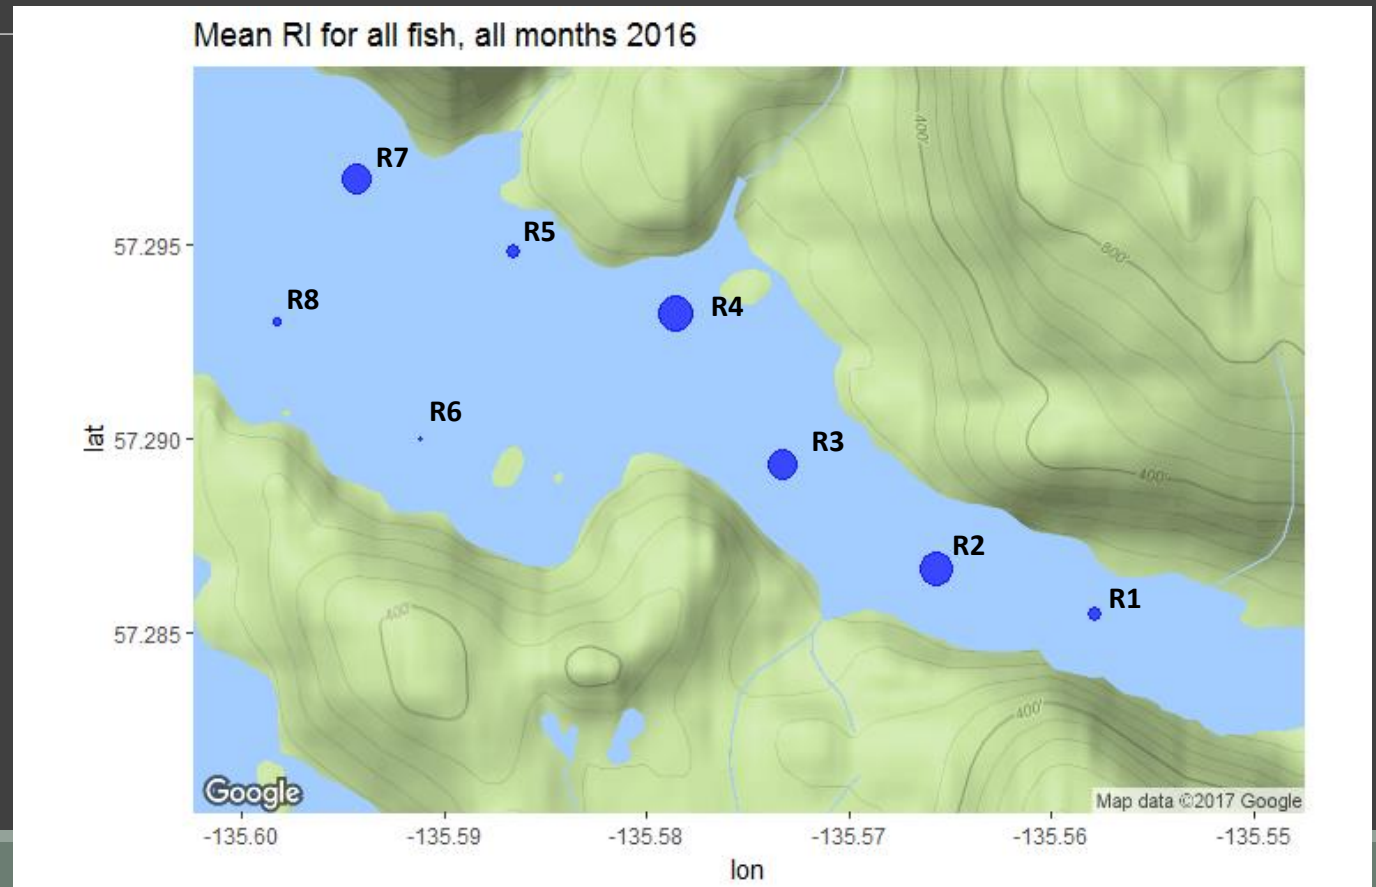 Mean RI for all fish, all months 2016
R7
R5
57.295
R8
R4
R6
57.290
R3
R2
R1
57.285
lat
400'
800'
400'
400'
400'
Google
Map data ©2017 Google
-135.60
-135.59
-135.58
-135.57
-135.56
-135.55
lon